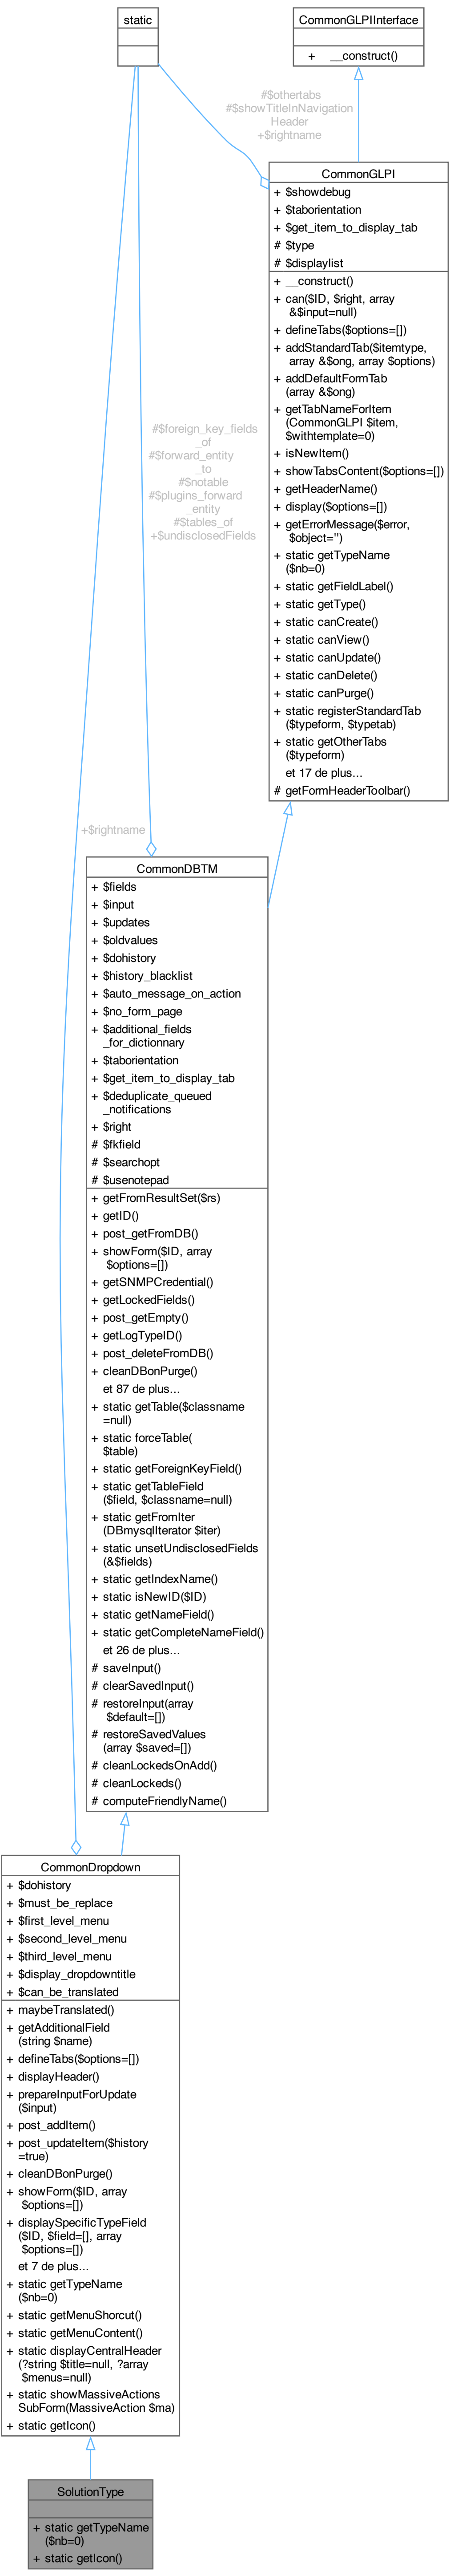 static
CommonGLPIInterface
+ __construct()
#$othertabs
#$showTitleInNavigation
Header
+$rightname
CommonGLPI
+ $showdebug
+ $taborientation
+ $get_item_to_display_tab
# $type
# $displaylist
+ __construct()
+ can($ID, $right, array
&$input=null)
+ defineTabs($options=[])
+ addStandardTab($itemtype,
array &$ong, array $options)
+ addDefaultFormTab
(array &$ong)
+ getTabNameForItem
(CommonGLPI $item,
$withtemplate=0)
+ isNewItem()
+ showTabsContent($options=[])
+ getHeaderName()
+ display($options=[])
+ getErrorMessage($error,
$object='')
+ static getTypeName
($nb=0)
+ static getFieldLabel()
+ static getType()
+ static canCreate()
+ static canView()
+ static canUpdate()
+ static canDelete()
+ static canPurge()
+ static registerStandardTab
($typeform, $typetab)
+ static getOtherTabs
($typeform)
et 17 de plus...
# getFormHeaderToolbar()
#$foreign_key_fields
_of
#$forward_entity
_to
#$notable
#$plugins_forward
_entity
#$tables_of
+$undisclosedFields
+$rightname
CommonDBTM
+ $fields
+ $input
+ $updates
+ $oldvalues
+ $dohistory
+ $history_blacklist
+ $auto_message_on_action
+ $no_form_page
+ $additional_fields
_for_dictionnary
+ $taborientation
+ $get_item_to_display_tab
+ $deduplicate_queued
_notifications
+ $right
# $fkfield
# $searchopt
# $usenotepad
+ getFromResultSet($rs)
+ getID()
+ post_getFromDB()
+ showForm($ID, array
$options=[])
+ getSNMPCredential()
+ getLockedFields()
+ post_getEmpty()
+ getLogTypeID()
+ post_deleteFromDB()
+ cleanDBonPurge()
et 87 de plus...
+ static getTable($classname
=null)
+ static forceTable(
$table)
+ static getForeignKeyField()
+ static getTableField
($field, $classname=null)
+ static getFromIter
(DBmysqlIterator $iter)
+ static unsetUndisclosedFields
(&$fields)
+ static getIndexName()
+ static isNewID($ID)
+ static getNameField()
+ static getCompleteNameField()
et 26 de plus...
# saveInput()
# clearSavedInput()
# restoreInput(array
$default=[])
# restoreSavedValues
(array $saved=[])
# cleanLockedsOnAdd()
# cleanLockeds()
# computeFriendlyName()
CommonDropdown
+ $dohistory
+ $must_be_replace
+ $first_level_menu
+ $second_level_menu
+ $third_level_menu
+ $display_dropdowntitle
+ $can_be_translated
+ maybeTranslated()
+ getAdditionalField
(string $name)
+ defineTabs($options=[])
+ displayHeader()
+ prepareInputForUpdate
($input)
+ post_addItem()
+ post_updateItem($history
=true)
+ cleanDBonPurge()
+ showForm($ID, array
$options=[])
+ displaySpecificTypeField
($ID, $field=[], array
$options=[])
et 7 de plus...
+ static getTypeName
($nb=0)
+ static getMenuShorcut()
+ static getMenuContent()
+ static displayCentralHeader
(?string $title=null, ?array
$menus=null)
+ static showMassiveActions
SubForm(MassiveAction $ma)
+ static getIcon()
SolutionType
+ static getTypeName
($nb=0)
+ static getIcon()